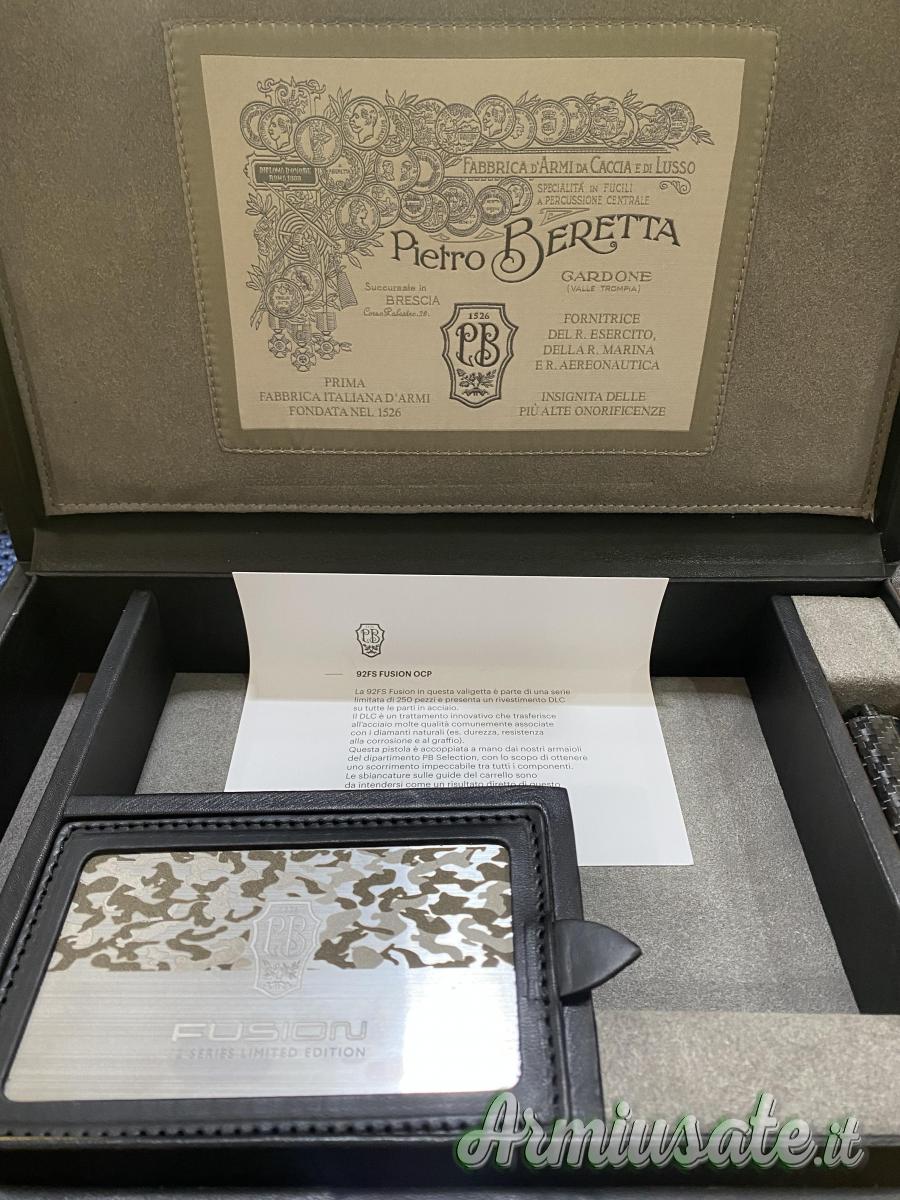 DIPLOMA D'ONORE
FABBRICA D'ARMI DA CACCIA E DI LUSSO
SPECIALITÀ IN FUCILI
A PERCUSSIONE CENTRALE
Pietro BERETTA
GARDONE
(VALLE TROMPIA)
Succursale in
BRESCIA
Corso Palestro,
1526
PB
FORNITRICE
DEL R. ESERCITO,
DELLA R. MARINA
E R. AERONAUTICA
PRIMA
FABBRICA ITALIANA D'ARMI
FONDATA NEL 1526
INSIGNITA DELLE
PIÙ ALTE ONORIFICENZE
PB
92FS FUSION OCP
La 92FS Fusion in questa valigetta è parte di una serie
limitata di 250 pezzi e presenta un rivestimento DLC
su tutte le parti in acciaio.
Il DLC è un trattamento innovativo che trasferisce
all'acciaio molte qualità comunemente associate
con i diamanti naturali (es. durezza, resistenza
alla corrosione e al graffio).
Questa pistola è accoppiata a mano dai nostri armaioli
del dipartimento PB Selection, con lo scopo di ottenere
uno scorrimento impeccabile tra tutti i componenti.
Le sbiancature sulle guide del carrello sono
da intendersi come un risultato diretto di questo
PB
FUSION
SERIES LIMITED EDITION
Armiusate.it